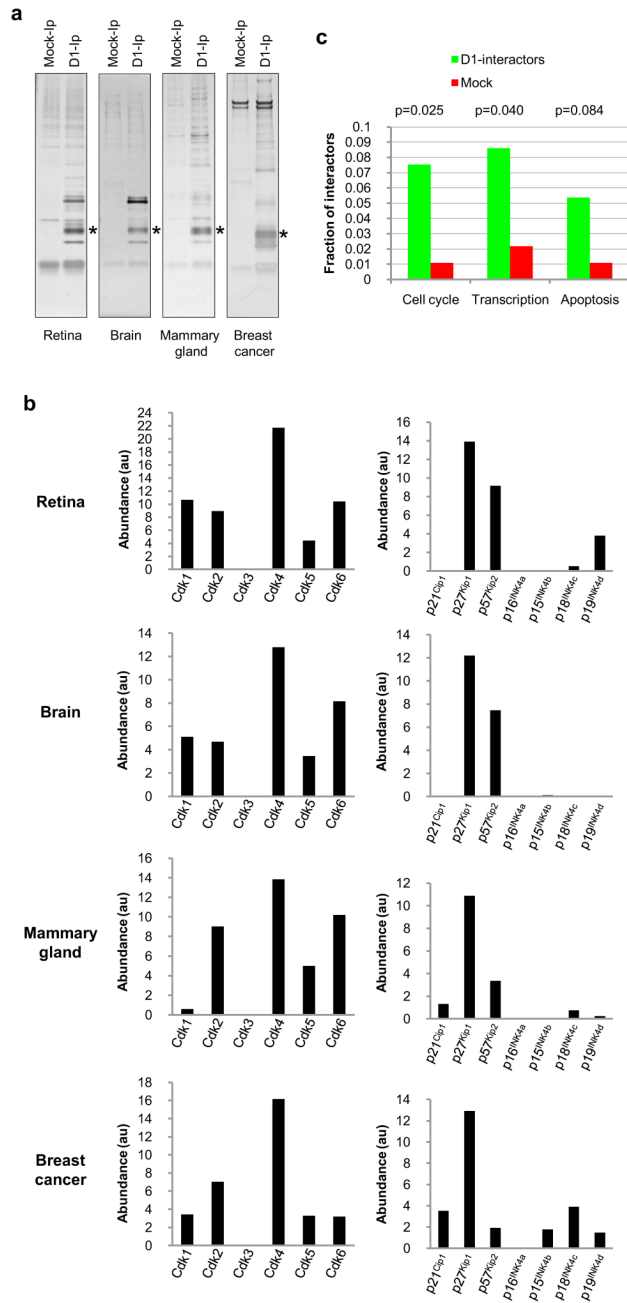 a
Mock-Ip
D1-Ip
Mock-Ip
D1-Ip
Mock-Ip
D1-Ip
Mock-Ip
D1-Ip
*
*
*
*
Retina
Brain
Mammary
gland
Breast
cancer
c
D1-interactors
Mock
p=0.025 p=0.040 p=0.084
Fraction of interactors
0.1
0.09
0.08
0.07
0.06
0.05
0.04
0.03
0.02
0.01
0
Cell cycle Transcription Apoptosis
b
Retina
Abundance (au)
24
22
20
18
16
14
12
10
8
6
4
2
0
Cdk1
Cdk2
Cdk3
Cdk4
Cdk5
Cdk6
Abundance (au)
16
14
12
10
8
6
4
2
0
p21Cip1
p27Kip1
p57Kip2
p16INK4a
p15INK4b
p18INK4c
p19INK4d
Brain
Abundance (au)
14
12
10
8
6
4
2
0
Cdk1
Cdk2
Cdk3
Cdk4
Cdk5
Cdk6
Abundance (au)
14
12
10
8
6
4
2
0
p21Cip1
p27Kip1
p57Kip2
p16INK4a
p15INK4b
p18INK4c
p19INK4d
Mammary
gland
Abundance (au)
16
14
12
10
8
6
4
2
0
Cdk1
Cdk2
Cdk3
Cdk4
Cdk5
Cdk6
Abundance (au)
12
10
8
6
4
2
0
p21Cip1
p27Kip1
p57Kip2
p16INK4a
p15INK4b
p18INK4c
p19INK4d
Breast
cancer
Abundance (au)
18
16
14
12
10
8
6
4
2
0
Cdk1
Cdk2
Cdk3
Cdk4
Cdk5
Cdk6
Abundance (au)
14
12
10
8
6
4
2
0
p21Cip1
p27Kip1
p57Kip2
p16INK4a
p15INK4b
p18INK4c
p19INK4d